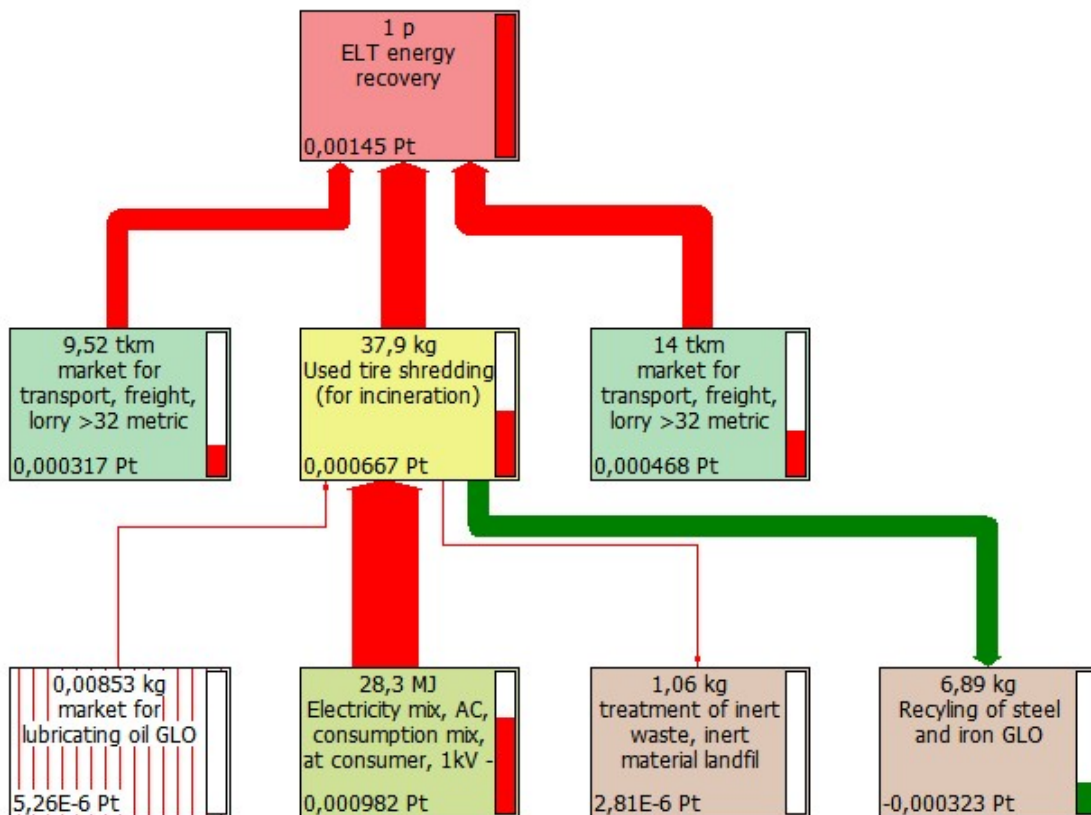 1 p
ELT energy
recovery
0,00145 Pt
9,52 tkm
market for
transport, freight,
lorry >32 metric
0,000317 Pt
37,9 kg
Used tire shredding
(for incineration)
0,000667 Pt
14 tkm
market for
transport, freight,
lorry >32 metric
0,000468 Pt
0,00853 kg
market for
lubricating oil GLO
5,26E-6 Pt
28,3 MJ
Electricity mix, AC,
consumption mix,
at consumer, 1kV -
0,000982 Pt
1,06 kg
treatment of inert
waste, inert
material landfil
2,81E-6 Pt
6,89 kg
Recyling of steel
and iron GLO
-0,000323 Pt